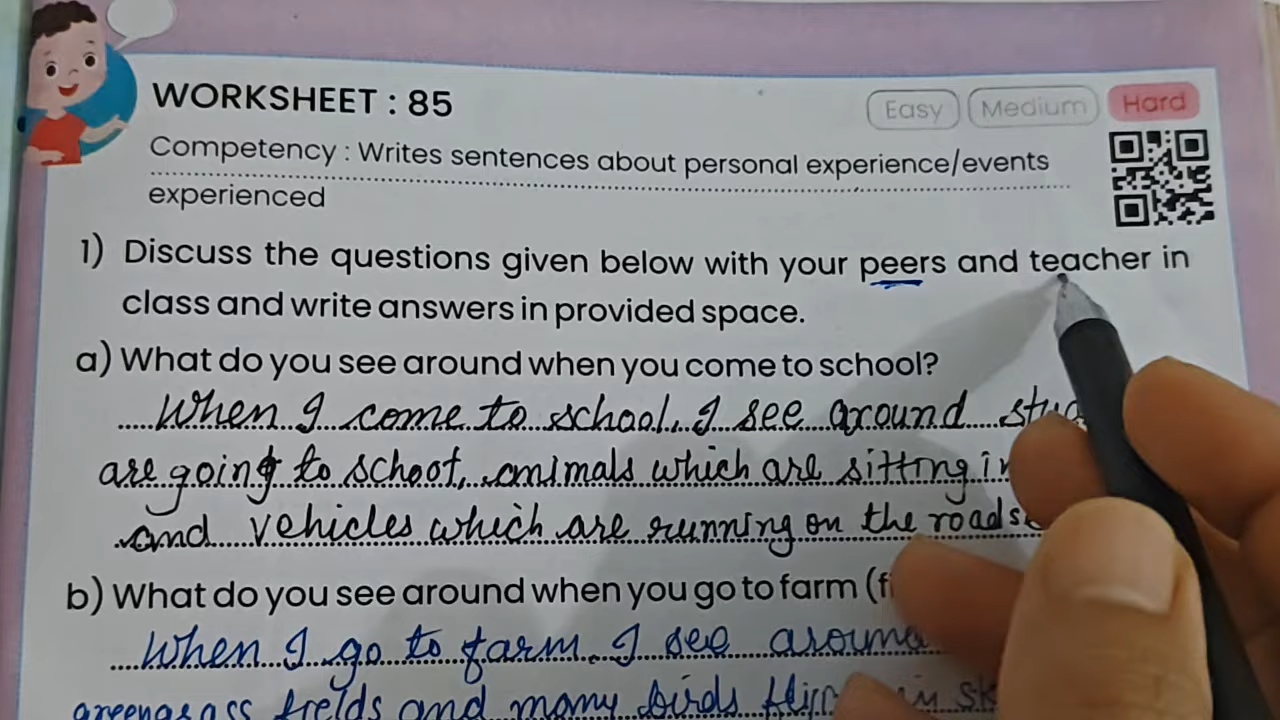 WORKSHEET : 85
Easy Medium Hard
Competency : Writes sentences about personal experience/events
experienced
1) Discuss the questions given below with your peers and teacher in
class and write answers in provided space.
a) What do you see around when you come to school?
When I come to school, I see around
are going to school, animals which are sitting in
and vehicles which are running on the roads
b) What do you see around when you go to farm
When I go to farm, I see around
fields and many birds